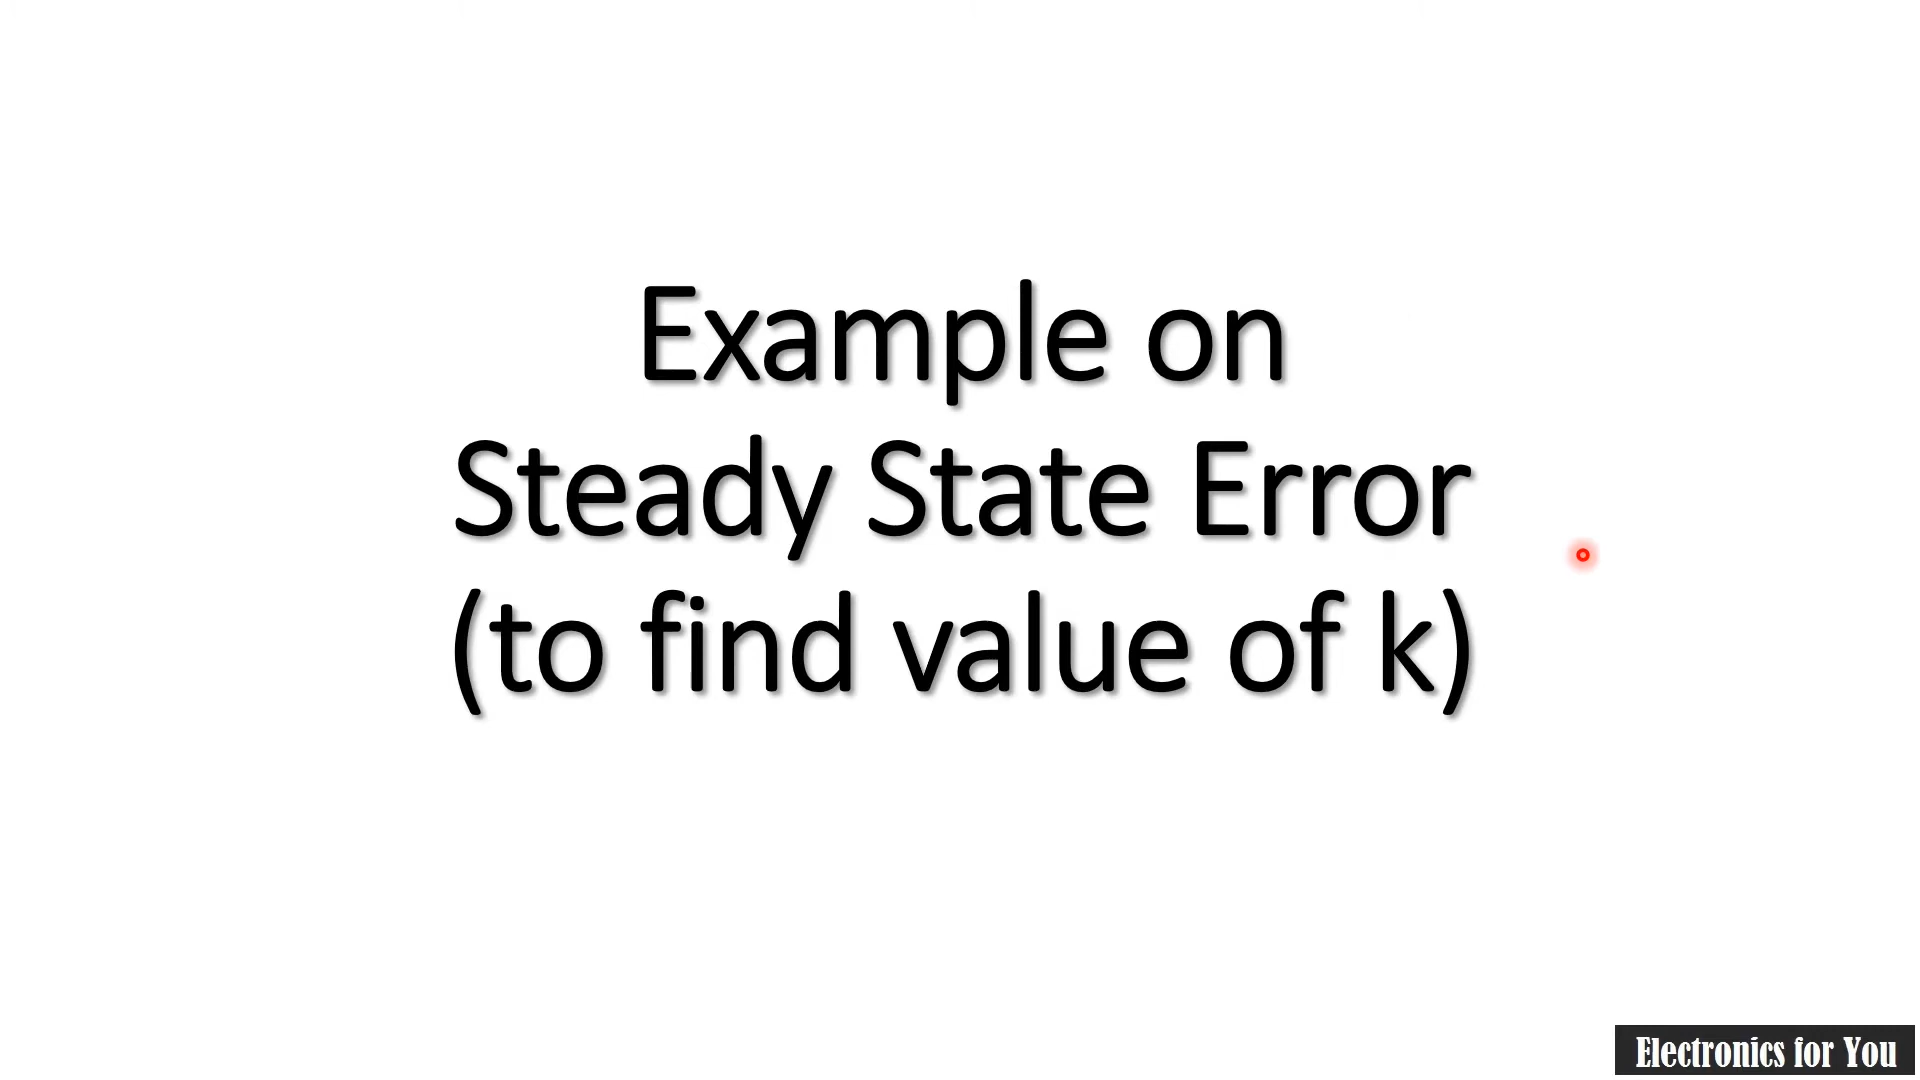 Example on
Steady State Error
(to find value of k)
Electronics for You